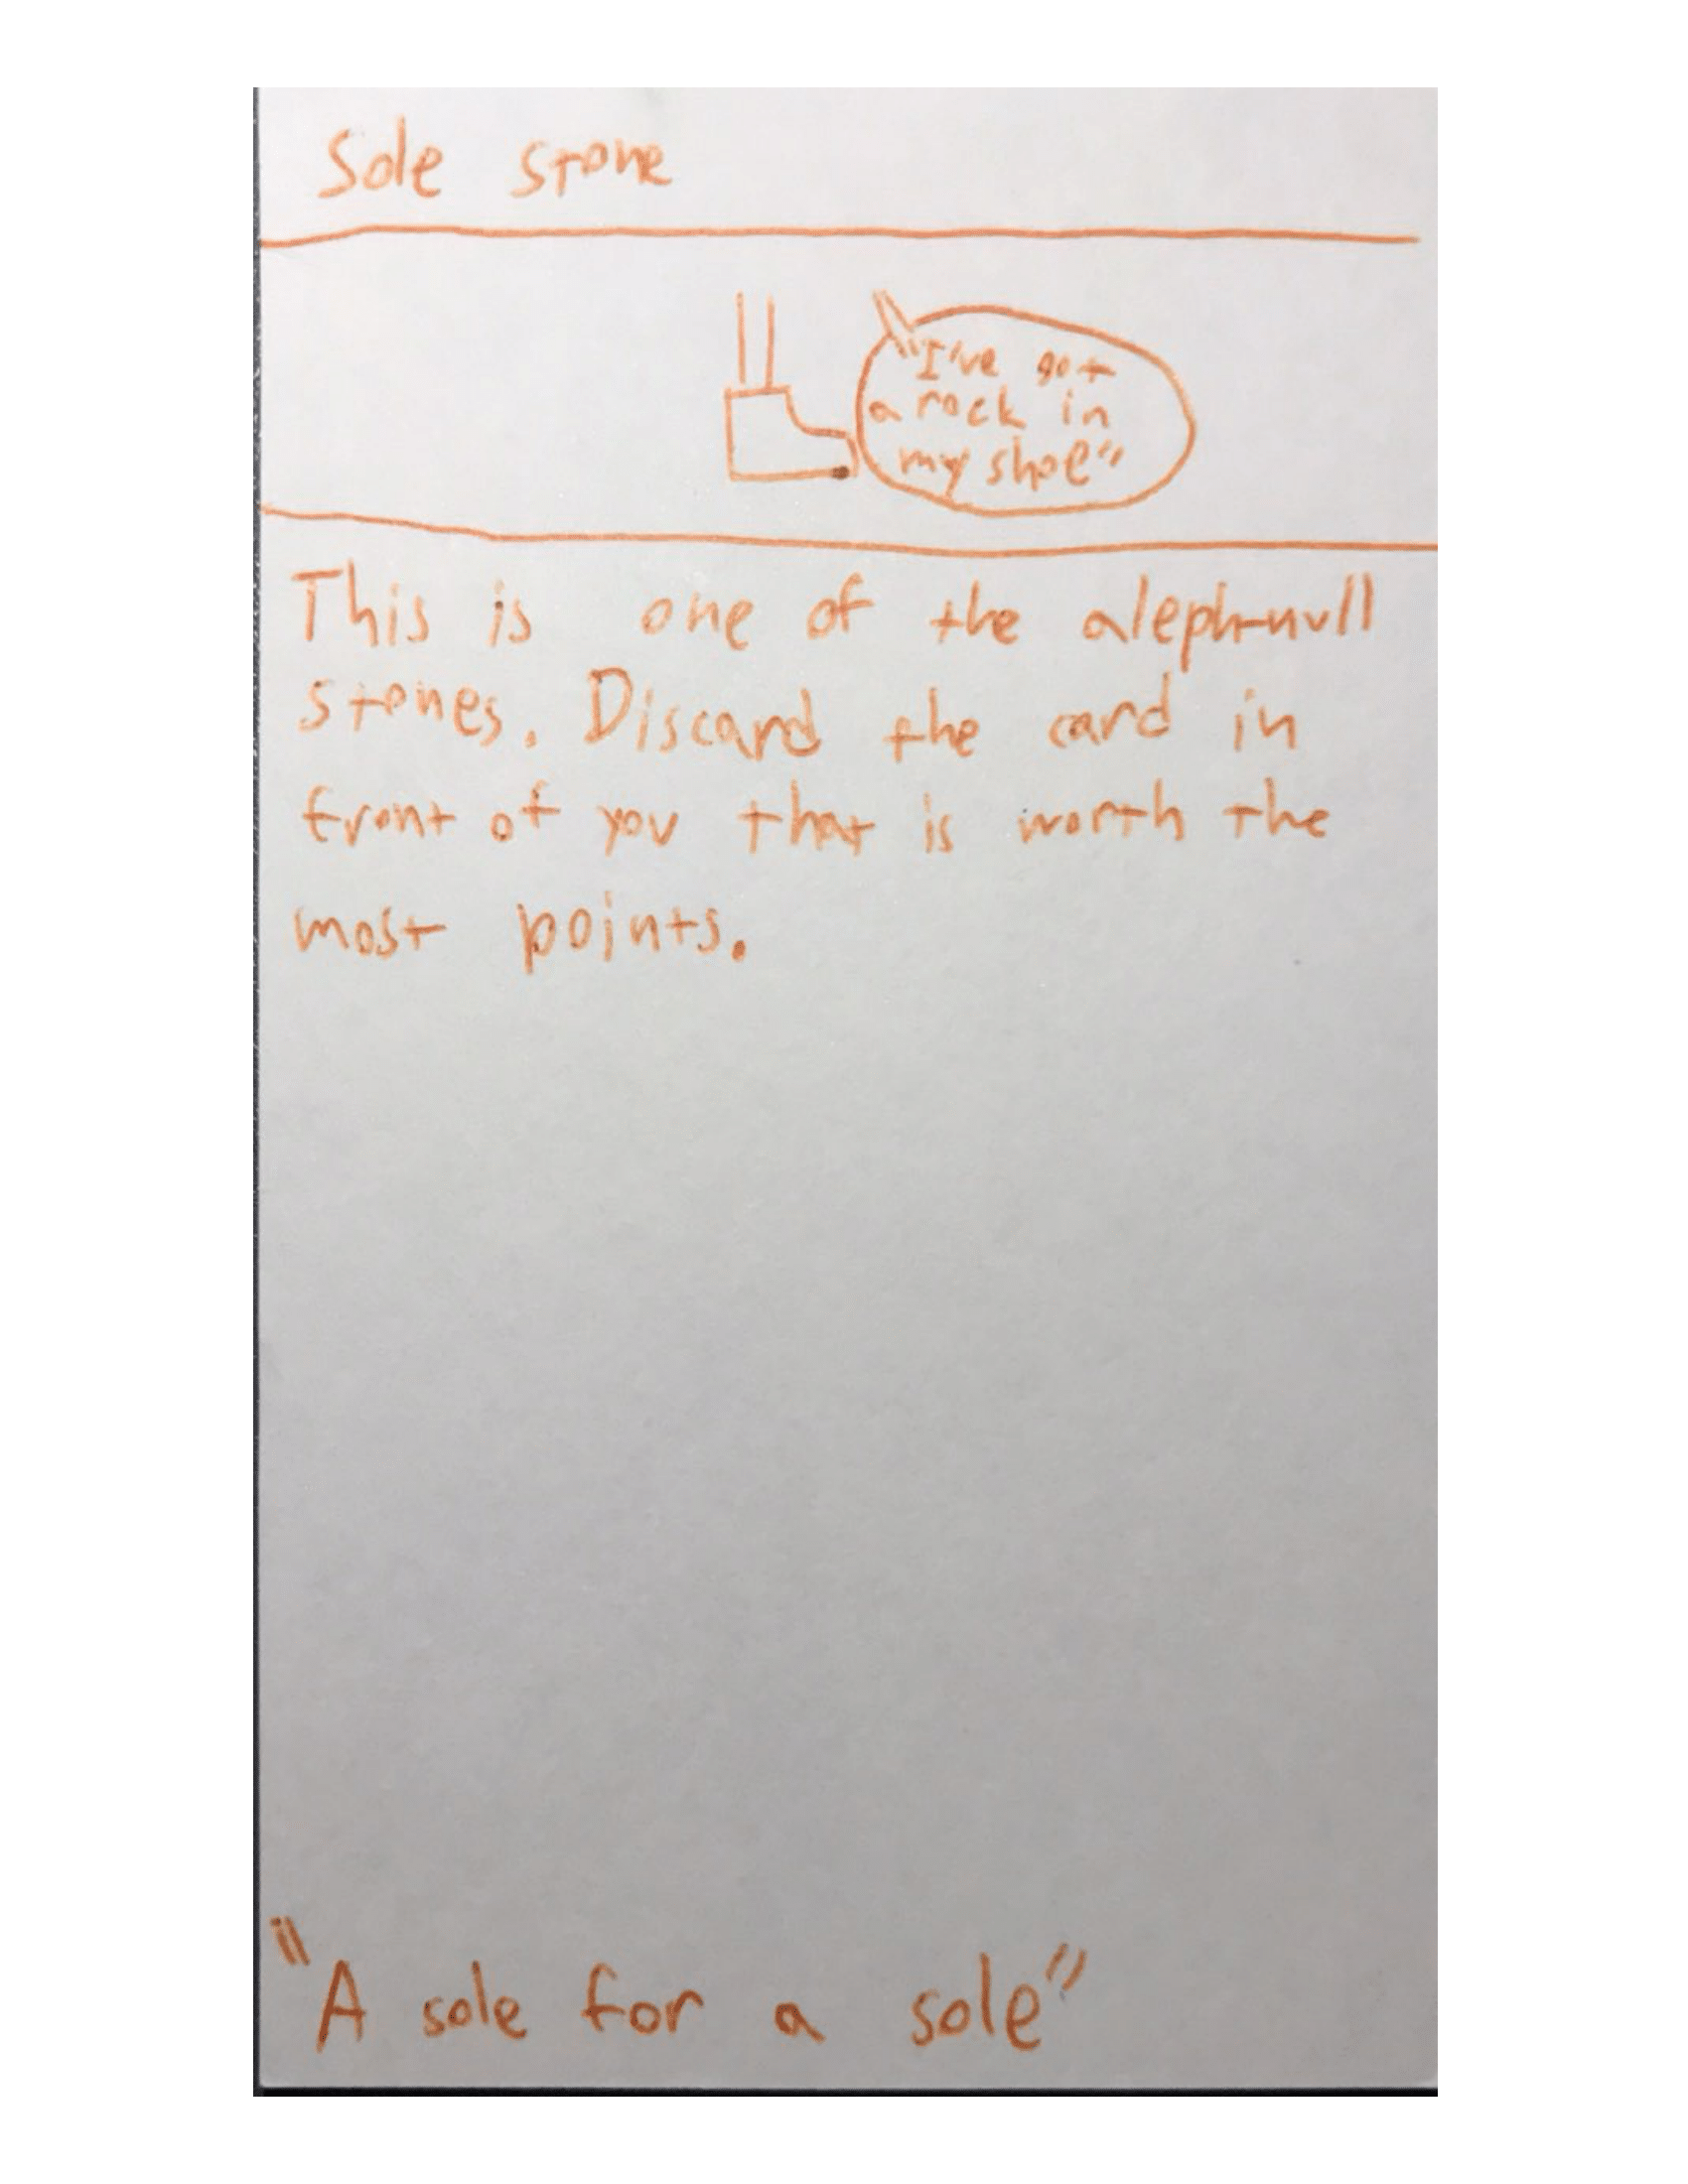 Sole stone
"I've got
a rock in
my shoe"
This is one of the aleph-null
stones. Discard the card in
front of you that is worth the
most points.
"A sole for a sole"